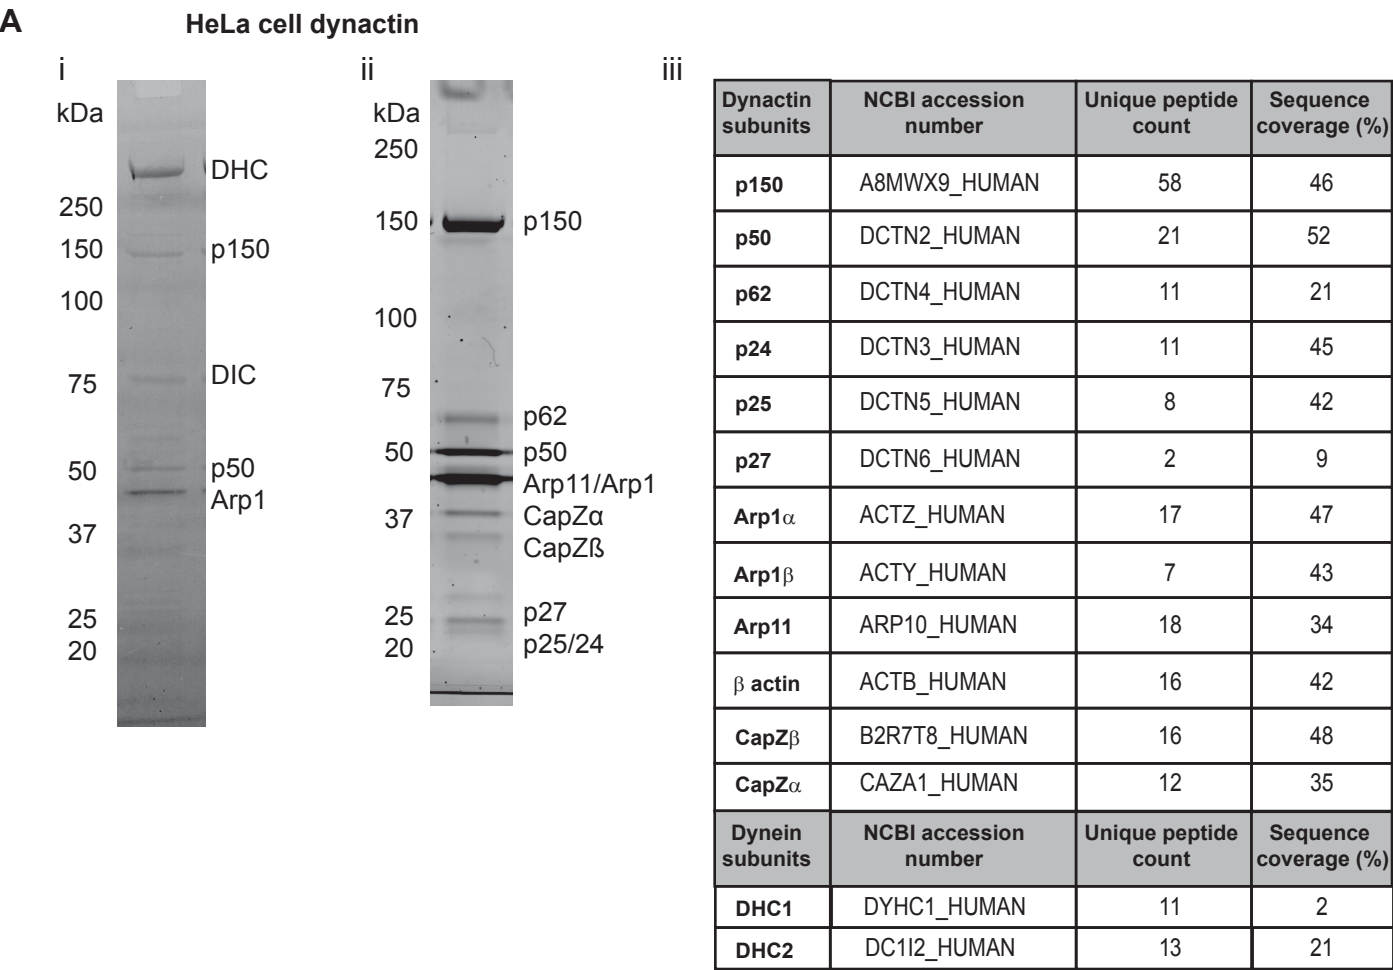 A
HeLa cell dynactin
i
kDa
250
150
100
75
50
37
25
20
DHC
p150
DIC
p50
Arp1
ii
kDa
250
150
100
75
50
37
25
20
p150
p62
p50
Arp11/Arp1
CapZα
CapZß
p27
p25/24
iii
Dynactin subunits NCBI accession number Unique peptide count Sequence coverage (%)
p150 A8MWX9_HUMAN 58 46
p50 DCTN2_HUMAN 21 52
p62 DCTN4_HUMAN 11 21
p24 DCTN3_HUMAN 11 45
p25 DCTN5_HUMAN 8 42
p27 DCTN6_HUMAN 2 9
Arp1α ACTZ_HUMAN 17 47
Arp1β ACTY_HUMAN 7 43
Arp11 ARP10_HUMAN 18 34
β actin ACTB_HUMAN 16 42
CapZβ B2R7T8_HUMAN 16 48
CapZα CAZA1_HUMAN 12 35
Dynein subunits NCBI accession number Unique peptide count Sequence coverage (%)
DHC1 DYHC1_HUMAN 11 2
DHC2 DC1I2_HUMAN 13 21